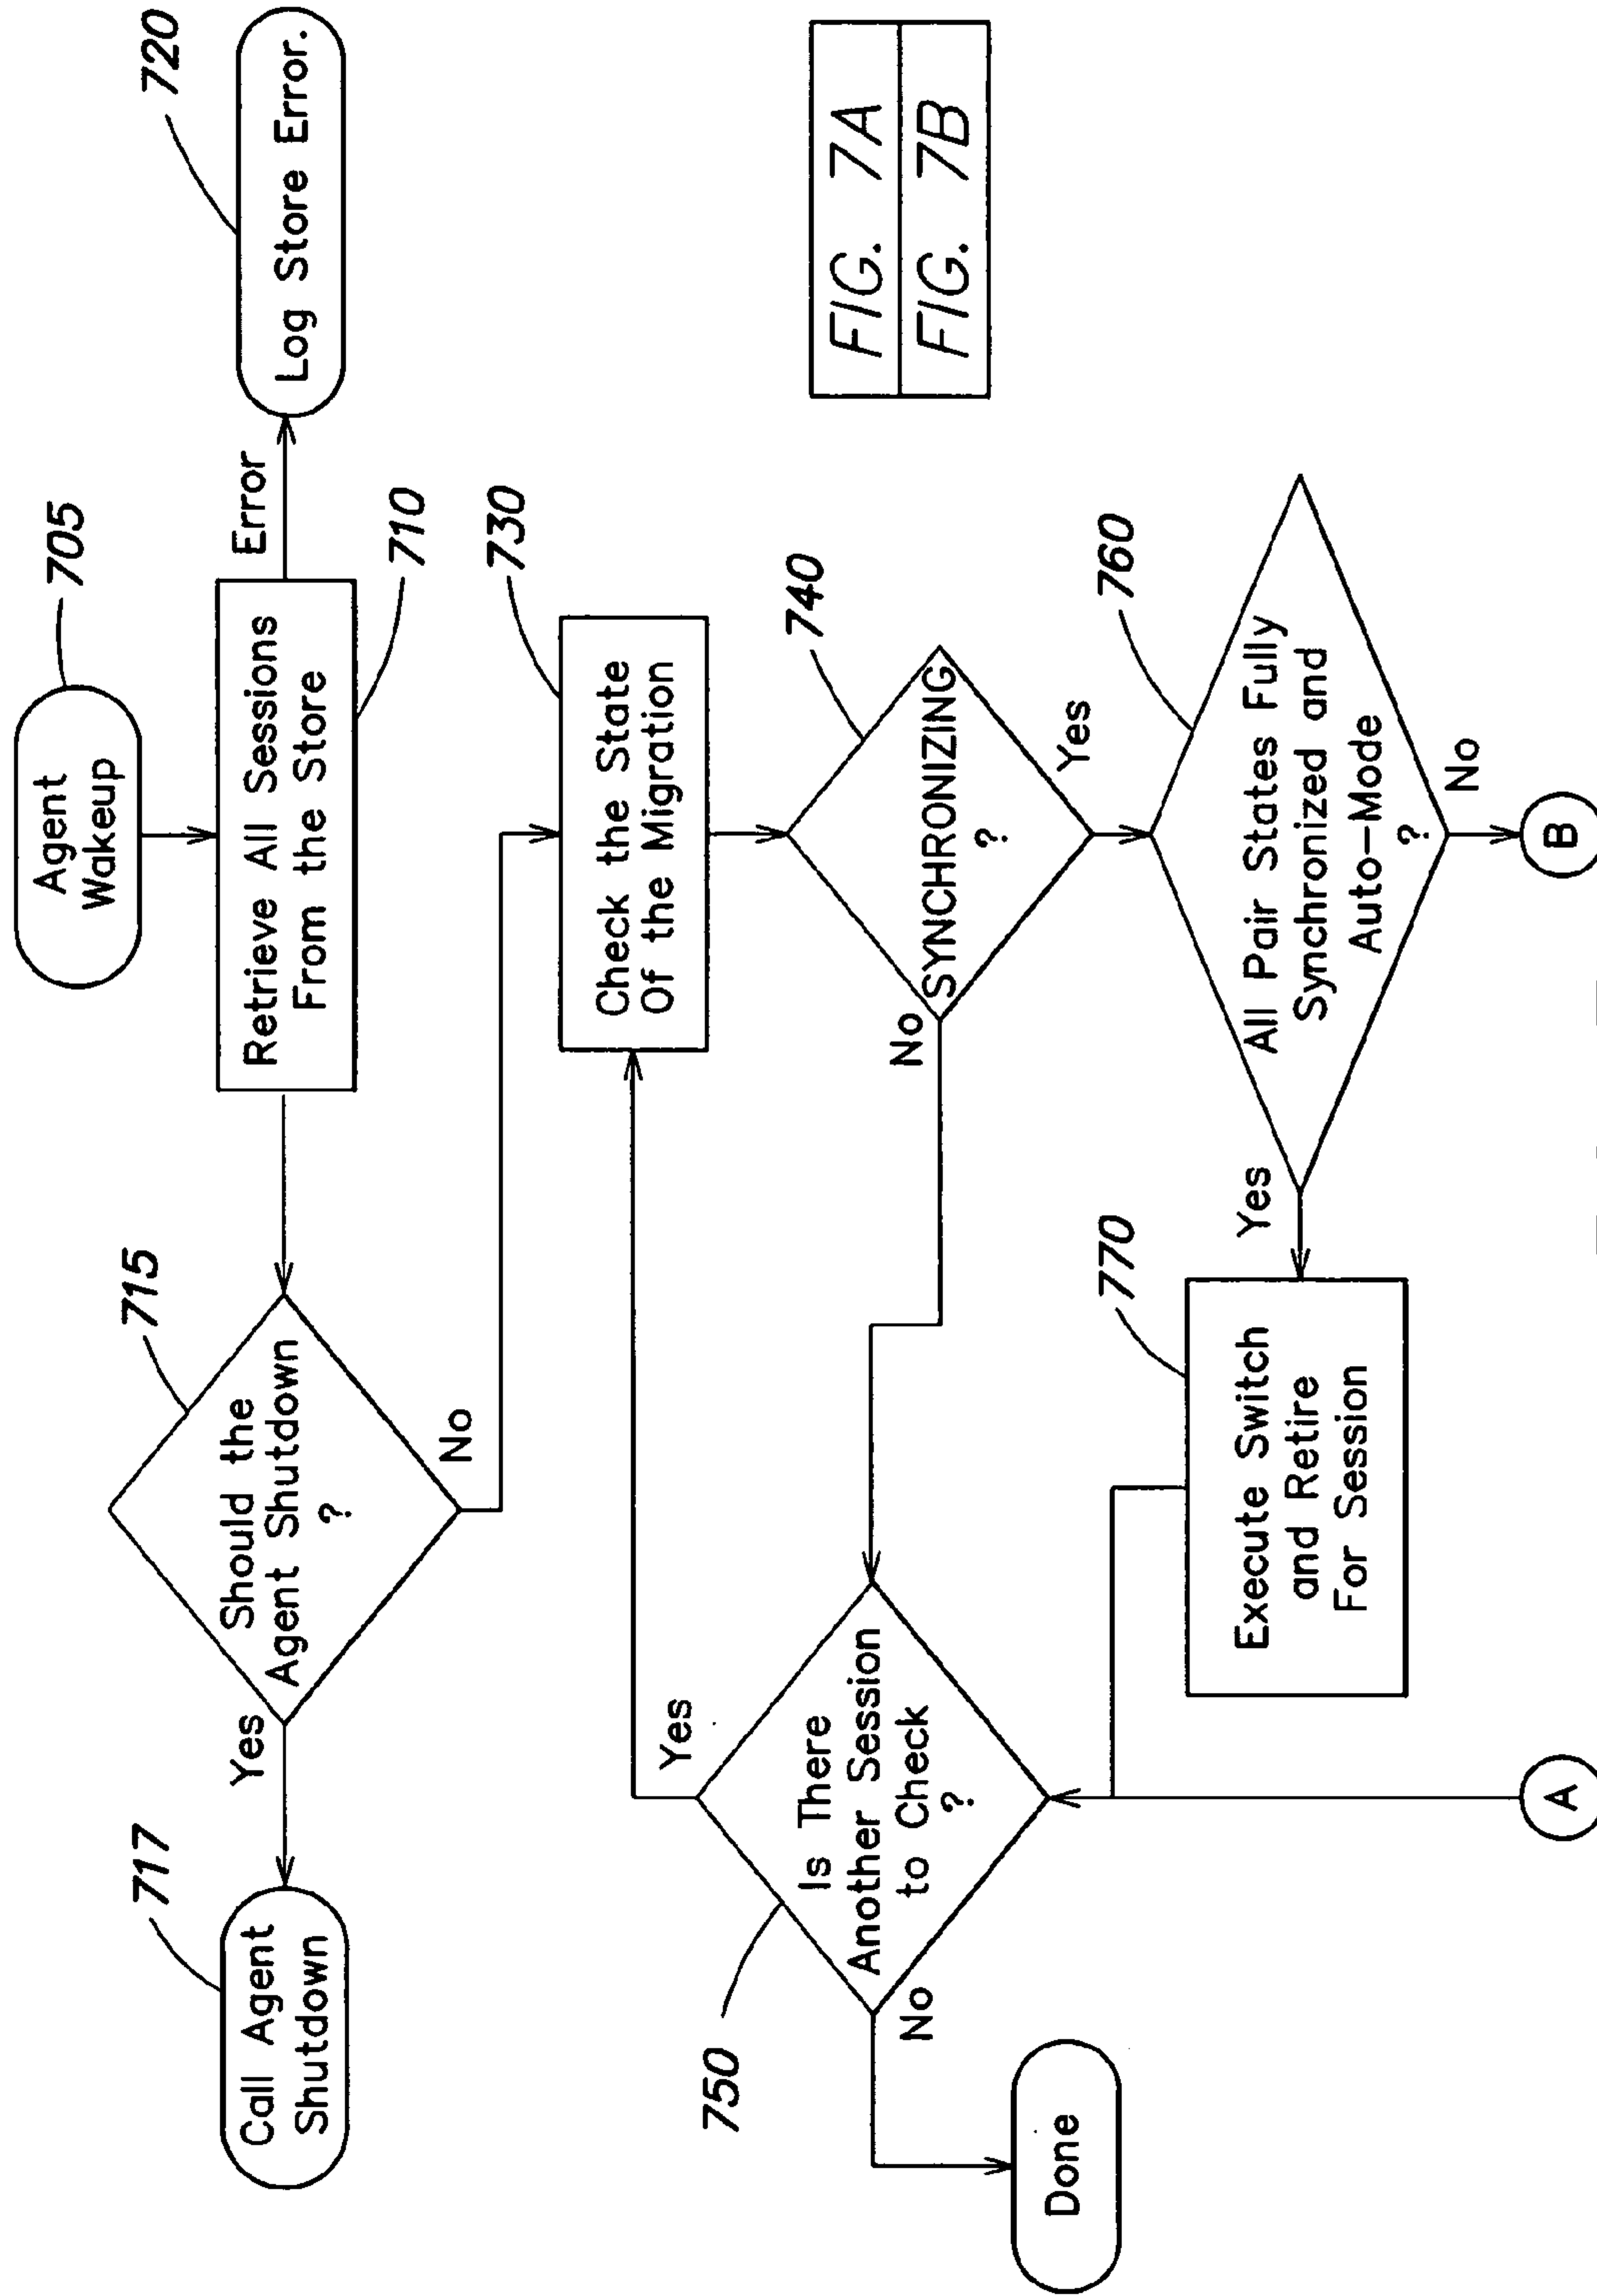 705
Agent
Wakeup
720
Log Store Error.
Error
Retrieve All Sessions
From the Store
710
715
Should the
Agent Shutdown
?
Yes
No
717
Call Agent
Shutdown
730
Check the State
Of the Migration
740
SYNCHRONIZING
?
No
Yes
750
Is There
Another Session
to Check
?
Yes
No
Done
760
All Pair States Fully
Synchronized and
Auto-Mode
?
Yes
No
770
Execute Switch
and Retire
For Session
A
B
FIG. 7A
FIG. 7B